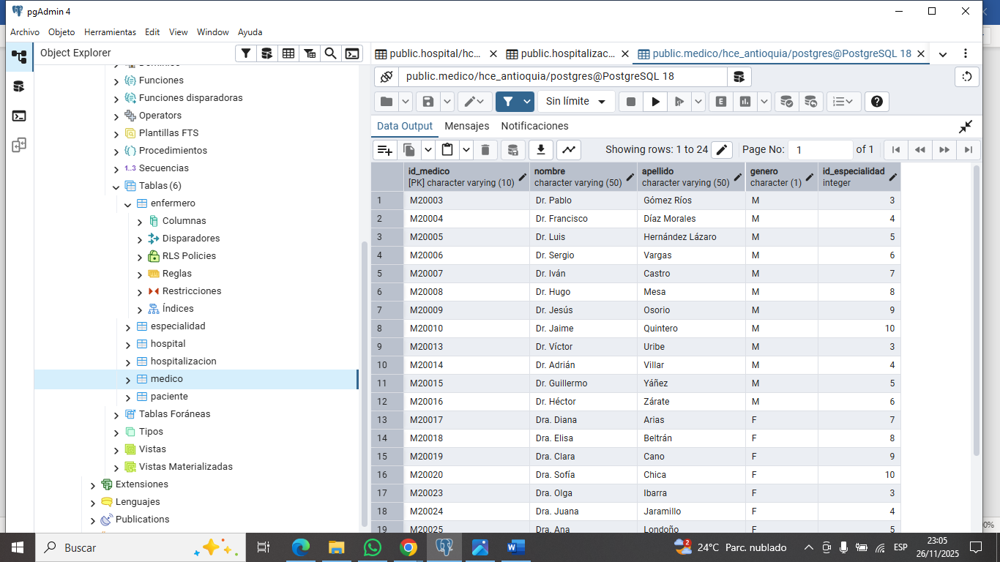 pgAdmin 4
Archivo Objeto Herramientas Edit View Window Ayuda
Object Explorer
Funciones
Funciones disparadoras
Operators
Plantillas FTS
Procedimientos
1..3 Secuencias
Tablas (6)
enfermero
Columnas
Disparadores
RLS Policies
Reglas
Restricciones
Índices
especialidad
hospital
hospitalizacion
medico
paciente
Tablas Foráneas
Tipos
Vistas
Vistas Materializadas
Extensiones
Lenguajes
Publications
public.hospital/hc... public.hospitalizac... public.medico/hce_antioquia/postgres@PostgreSQL 18
public.medico/hce_antioquia/postgres@PostgreSQL 18
Sin límite E
Data Output Mensajes Notificaciones
Showing rows: 1 to 24 Page No: 1 of 1
id_medico nombre apellido genero id_especialidad
[PK] character varying (10) character varying (50) character varying (50) character (1) integer
1 M20003 Dr. Pablo Gómez Ríos M 3
2 M20004 Dr. Francisco Díaz Morales M 4
3 M20005 Dr. Luis Hernández Lázaro M 5
4 M20006 Dr. Sergio Vargas M 6
5 M20007 Dr. Iván Castro M 7
6 M20008 Dr. Hugo Mesa M 8
7 M20009 Dr. Jesús Osorio M 9
8 M20010 Dr. Jaime Quintero M 10
9 M20013 Dr. Víctor Uribe M 3
10 M20014 Dr. Adrián Villar M 4
11 M20015 Dr. Guillermo Yáñez M 5
12 M20016 Dr. Héctor Zárate M 6
13 M20017 Dra. Diana Arias F 7
14 M20018 Dra. Elisa Beltrán F 8
15 M20019 Dra. Clara Cano F 9
16 M20020 Dra. Sofía Chica F 10
17 M20023 Dra. Olga Ibarra F 3
18 M20024 Dra. Juana Jaramillo F 4
19 M20025 Dra. Ana Londoño F 5
Buscar
2 24°C Parc. nublado ESP
23:05
26/11/2025